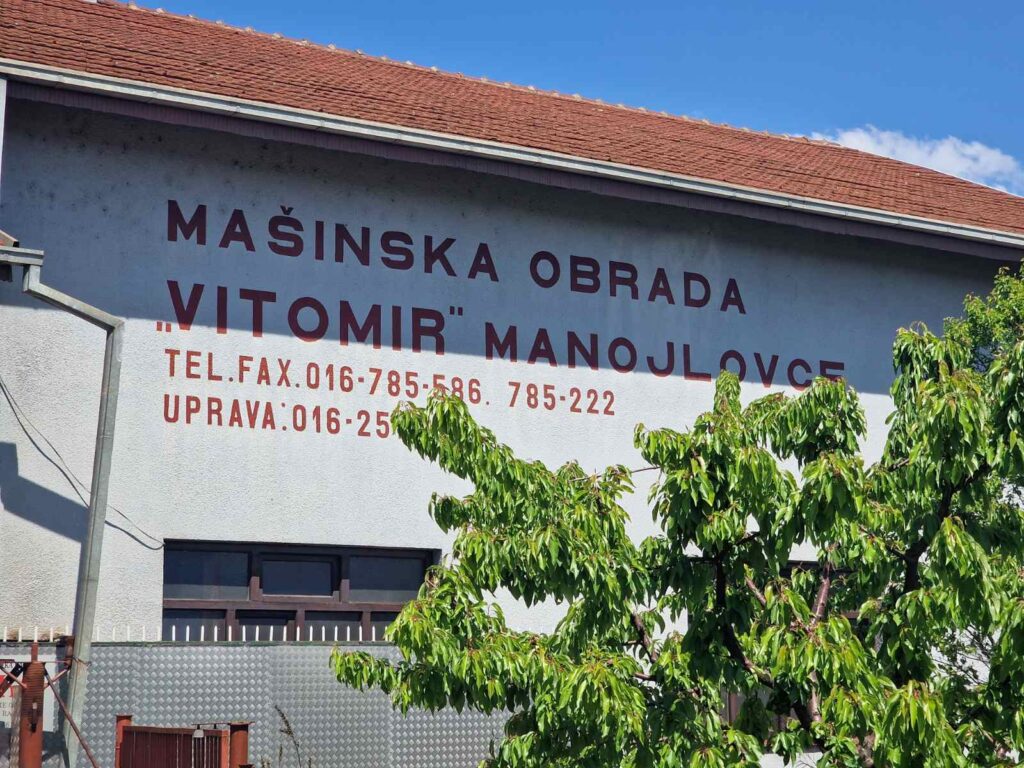 MAŠINSKA OBRADA
„VITOMIR" MANOJLOVCE
TEL.FAX.016-785-586. 785-222
UPRAVA:016-25